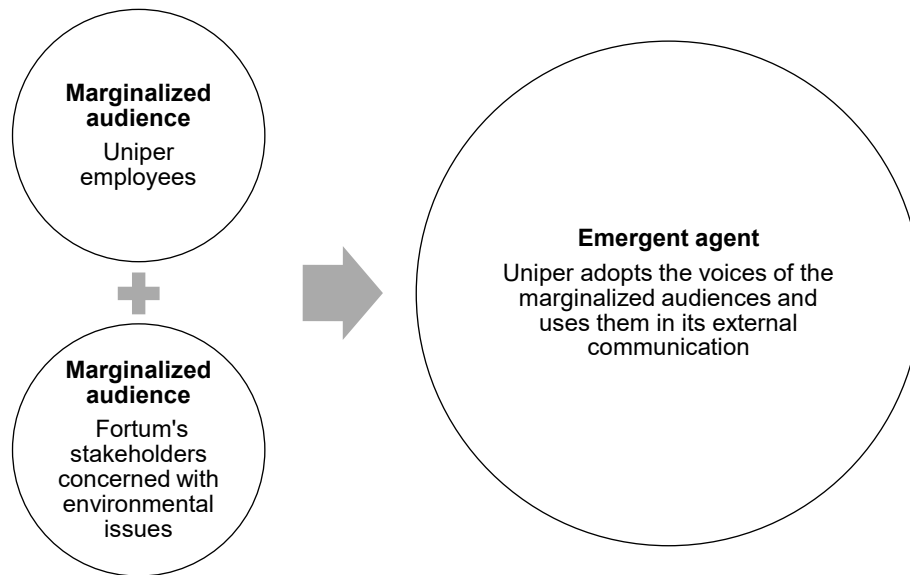 Marginalized
audience
Uniper
employees
Marginalized
audience
Fortum's
stakeholders
concerned with
environmental
issues
Emergent agent
Uniper adopts the voices of the
marginalized audiences and
uses them in its external
communication